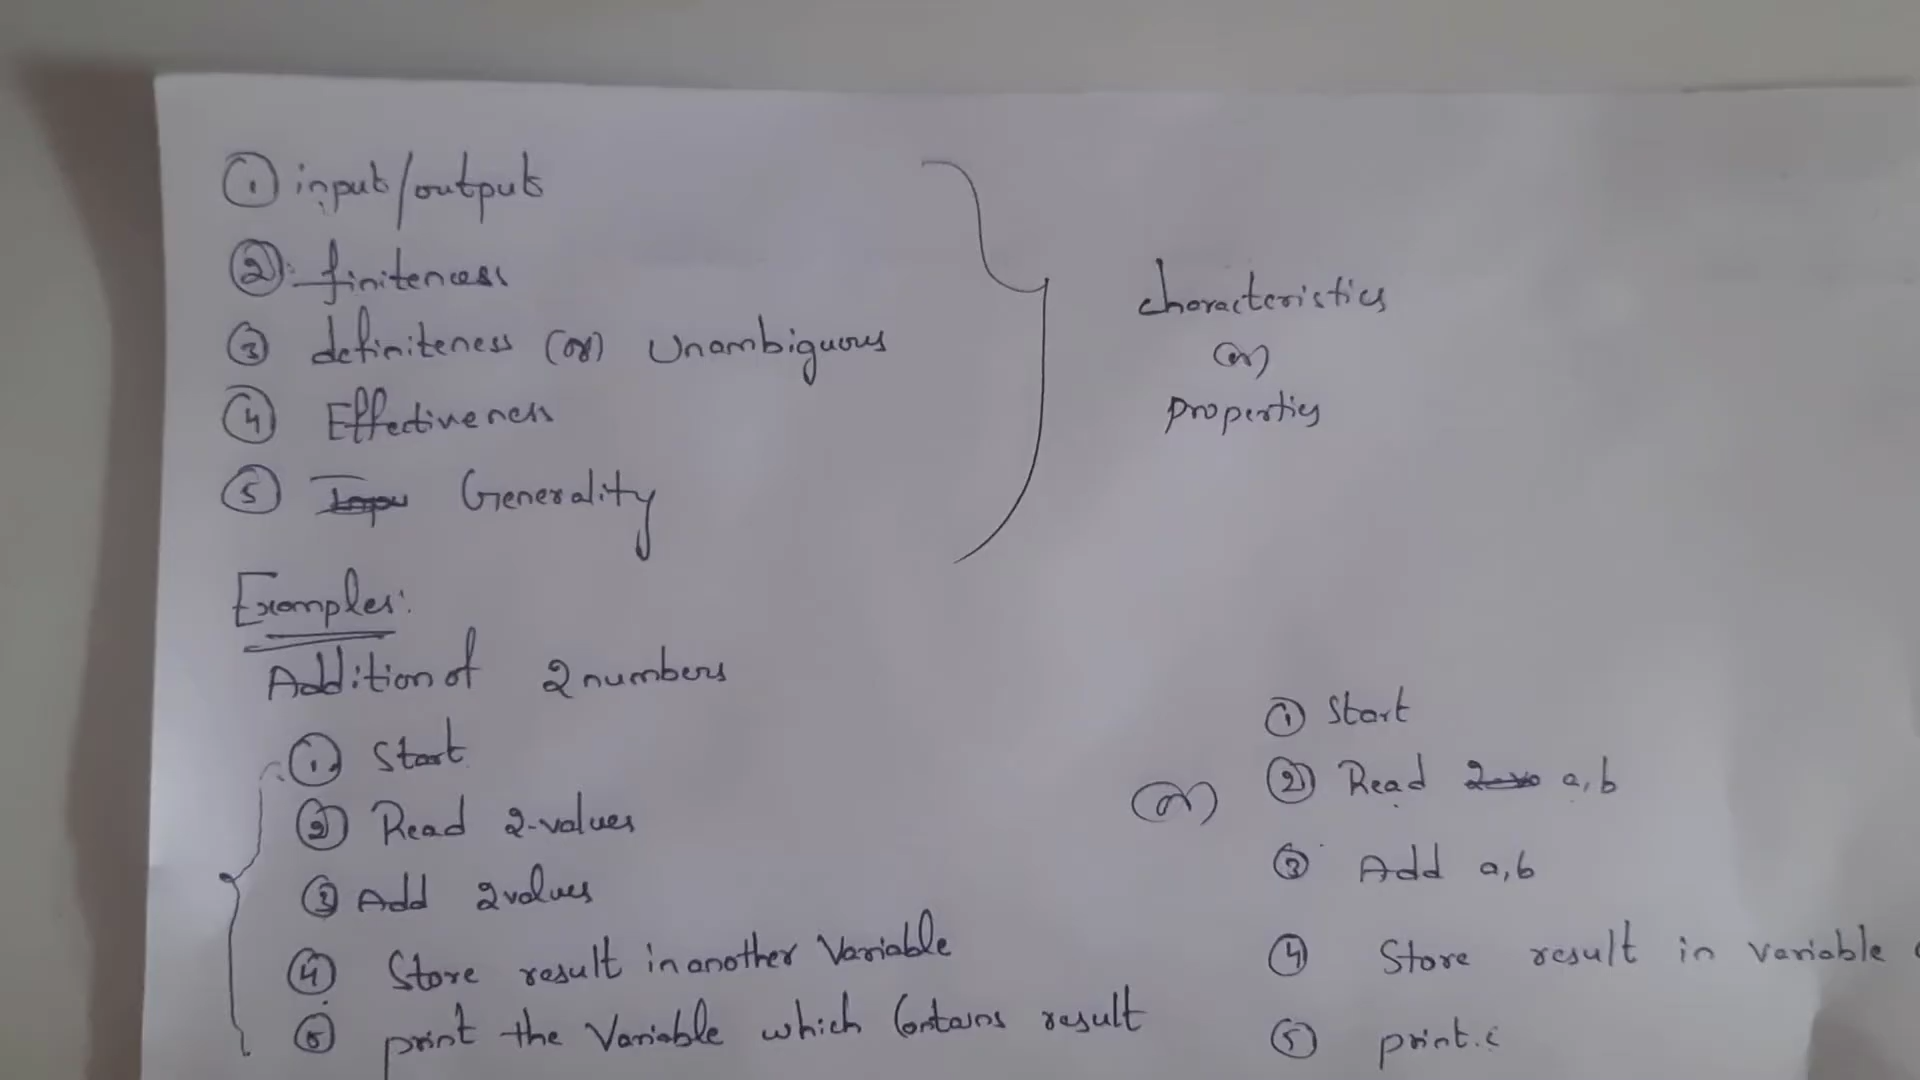 ① input/output
② finiteness
③ definiteness (or) Unambiguous
④ Effectiveness
⑤ Generality
characteristics
(or)
properties
Examples:
Addition of 2 numbers
① Start
② Read 2-values
③ Add 2 values
④ Store result in another Variable
⑤ print the Variable which Contains result
(or)
① Start
② Read a, b
③ Add a, b
④ Store result in variable
⑤ print c